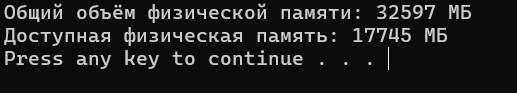 Общий объём физической памяти: 32597 МБ
Доступная физическая память: 17745 МБ
Press any key to continue . . .